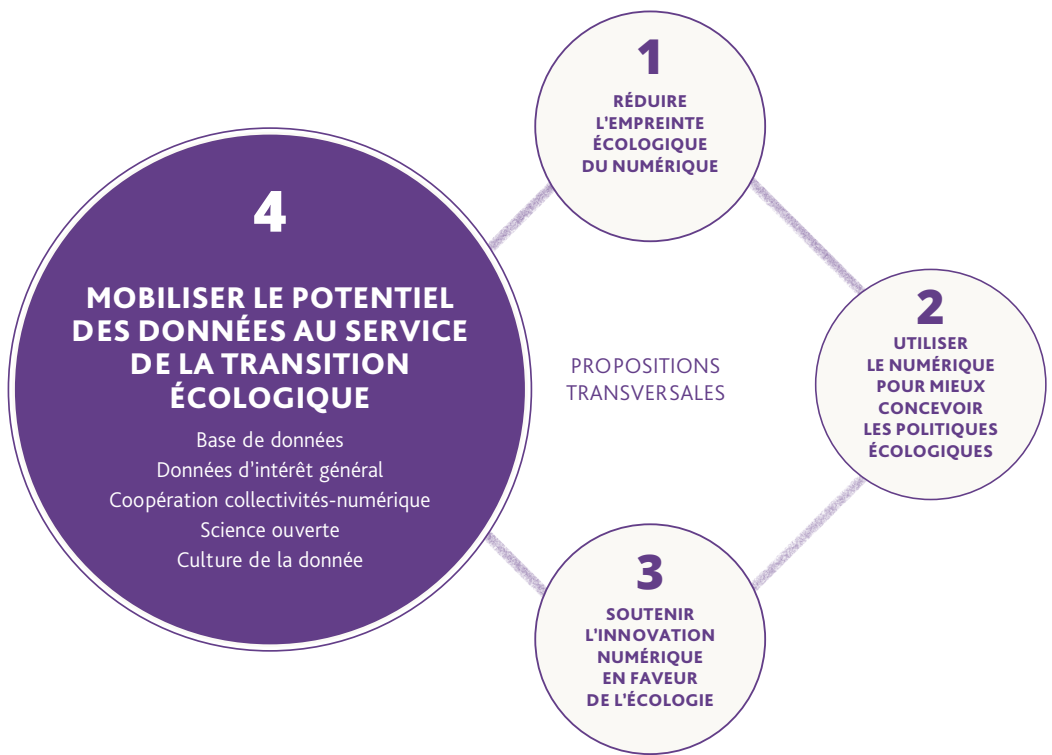 1
RÉDUIRE
L'EMPREINTE
ÉCOLOGIQUE
DU NUMÉRIQUE
4
MOBILISER LE POTENTIEL
DES DONNÉES AU SERVICE
DE LA TRANSITION
ÉCOLOGIQUE
Base de données
Données d'intérêt général
Coopération collectivités-numérique
Science ouverte
Culture de la donnée
PROPOSITIONS
TRANSVERSALES
2
UTILISER
LE NUMÉRIQUE
POUR MIEUX
CONCEVOIR
LES POLITIQUES
ÉCOLOGIQUES
3
SOUTENIR
L'INNOVATION
NUMÉRIQUE
EN FAVEUR
DE L'ÉCOLOGIE